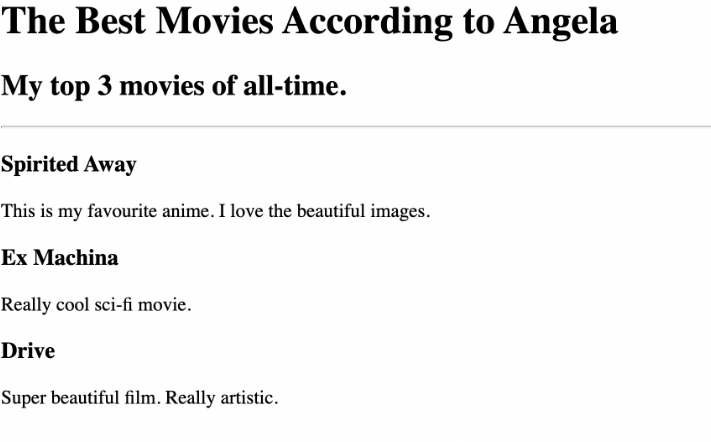 The Best Movies According to Angela
My top 3 movies of all-time.
Spirited Away
This is my favourite anime. I love the beautiful images.
Ex Machina
Really cool sci-fi movie.
Drive
Super beautiful film. Really artistic.